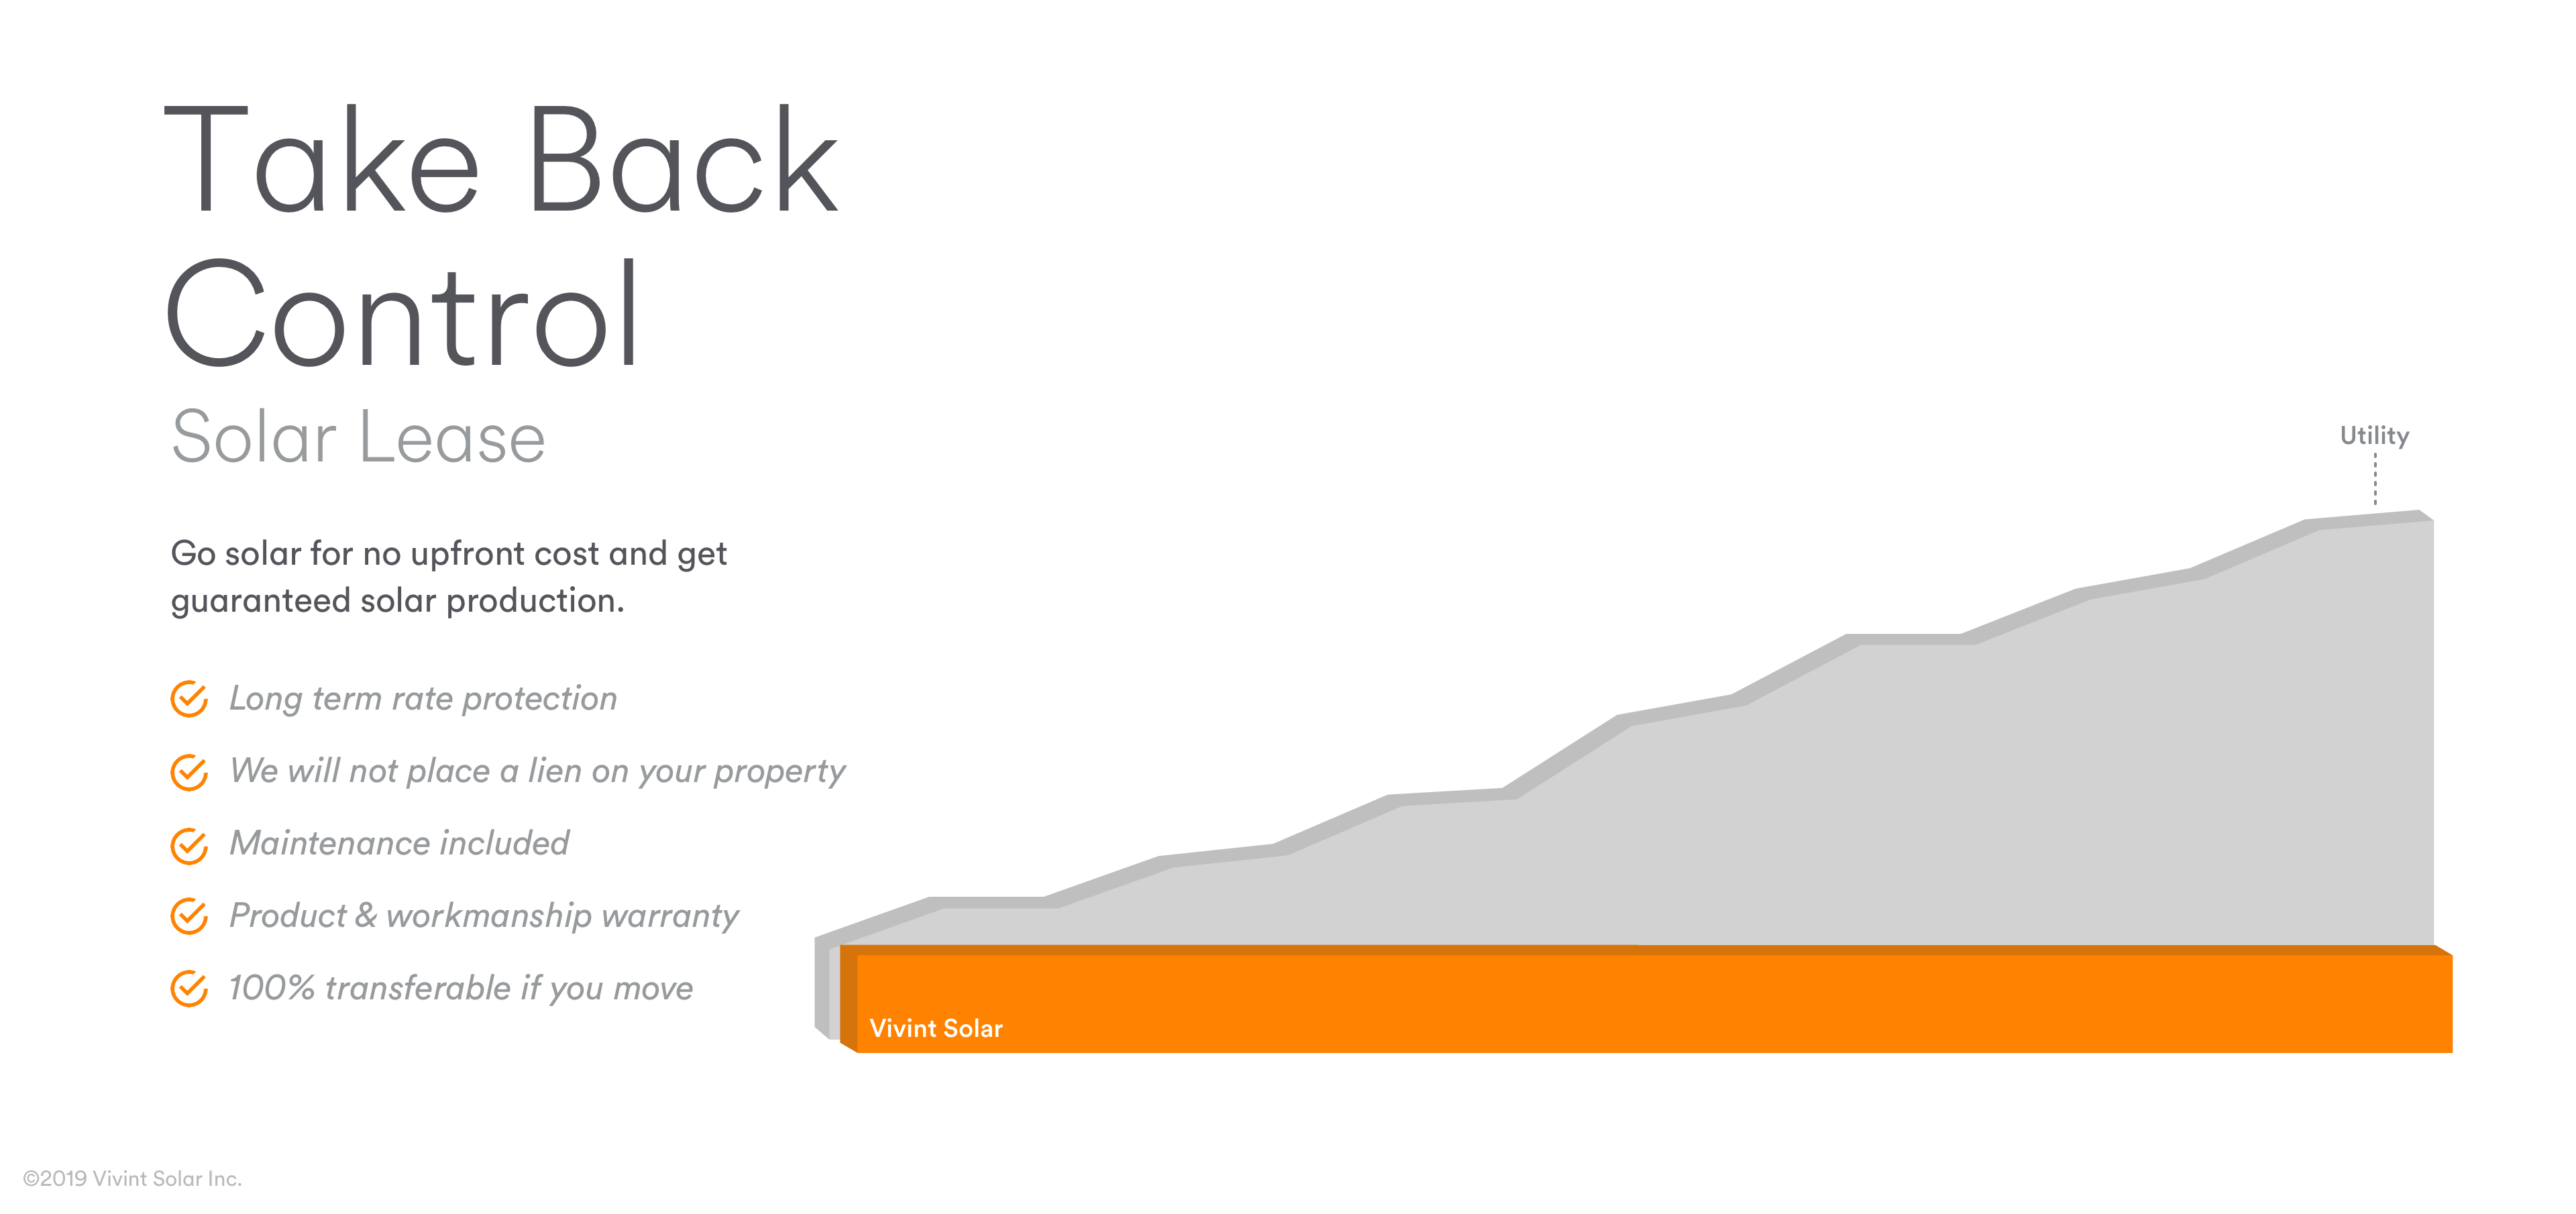 Take Back
Control
Solar Lease
Go solar for no upfront cost and get
guaranteed solar production.
Long term rate protection
We will not place a lien on your property
Maintenance included
Product & workmanship warranty
100% transferable if you move
Utility
Vivint Solar
©2019 Vivint Solar Inc.